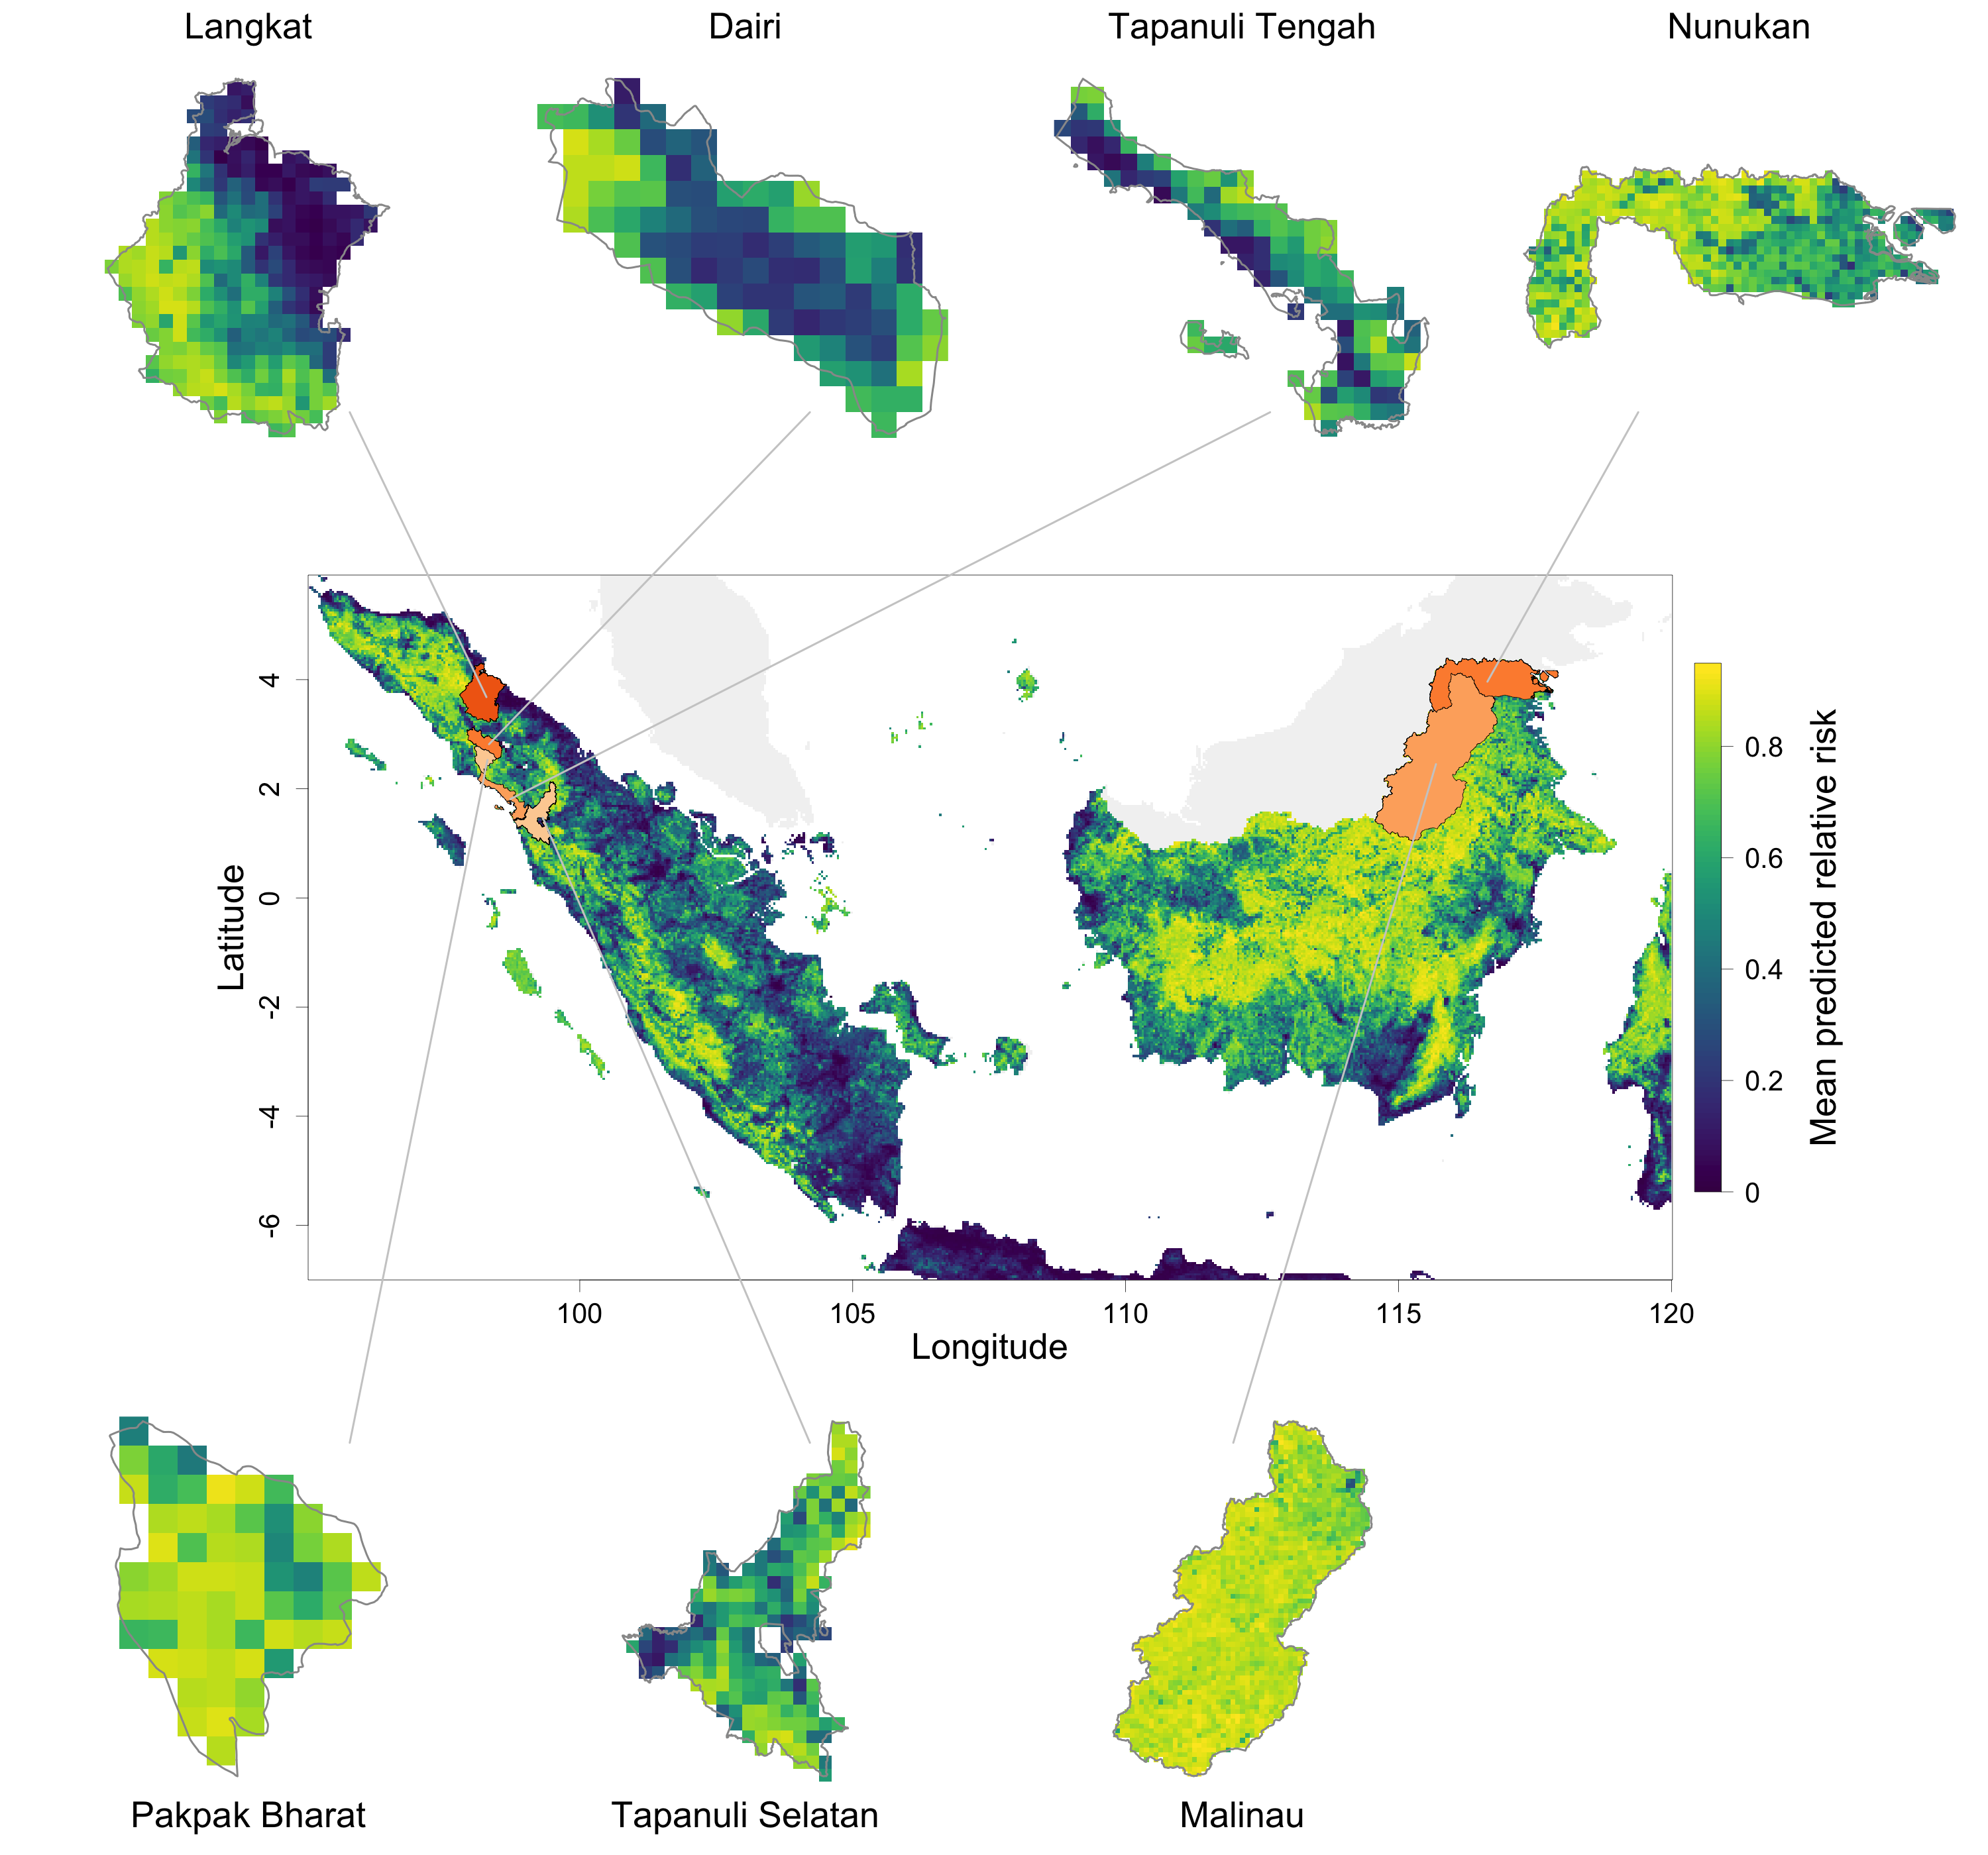 Langkat
Dairi
Tapanuli Tengah
Nunukan
4
2
0
-2
-4
-6
Latitude
100
105
110
115
120
Longitude
0.8
0.6
0.4
0.2
0
Mean predicted relative risk
Pakpak Bharat
Tapanuli Selatan
Malinau